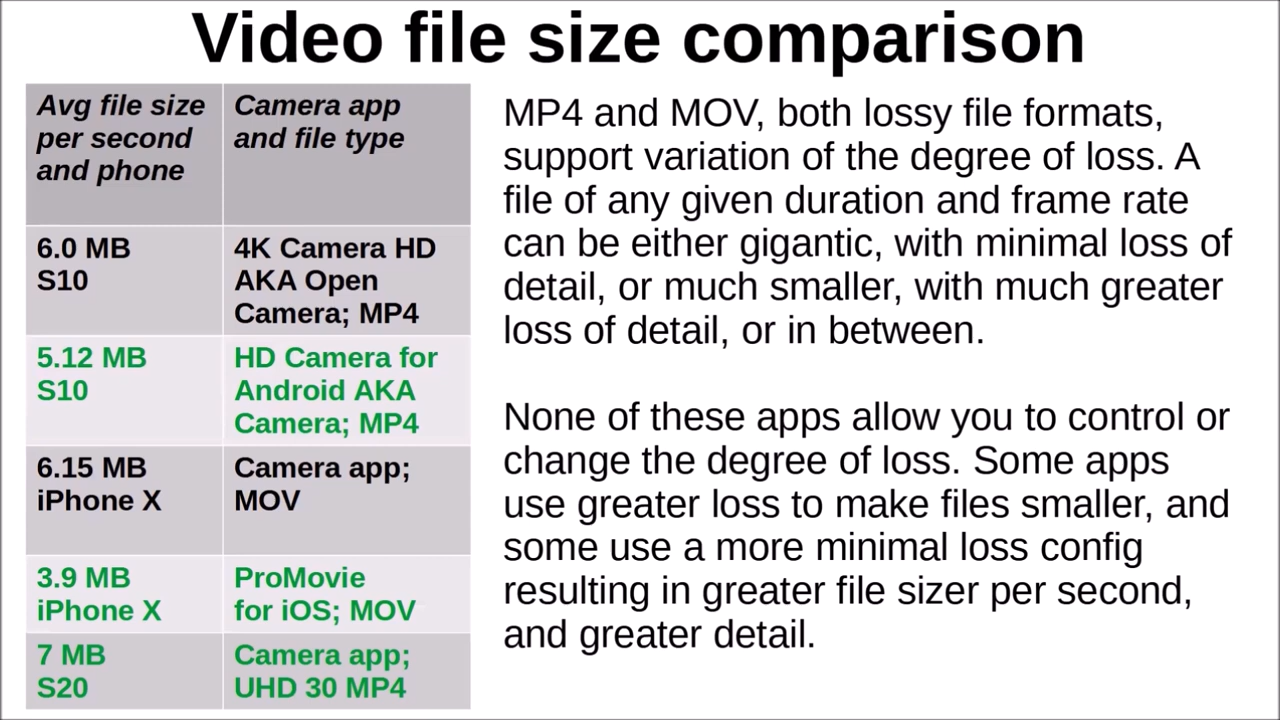 Video file size comparison
Avg file size
per second
and phone
Camera app
and file type
6.0 MB
S10
4K Camera HD
AKA Open
Camera; MP4
5.12 MB
S10
HD Camera for
Android AKA
Camera; MP4
6.15 MB
iPhone X
Camera app;
MOV
3.9 MB
iPhone X
ProMovie
for iOS; MOV
7 MB
S20
Camera app;
UHD 30 MP4
MP4 and MOV, both lossy file formats,
support variation of the degree of loss. A
file of any given duration and frame rate
can be either gigantic, with minimal loss of
detail, or much smaller, with much greater
loss of detail, or in between.
None of these apps allow you to control or
change the degree of loss. Some apps
use greater loss to make files smaller, and
some use a more minimal loss config
resulting in greater file sizer per second,
and greater detail.